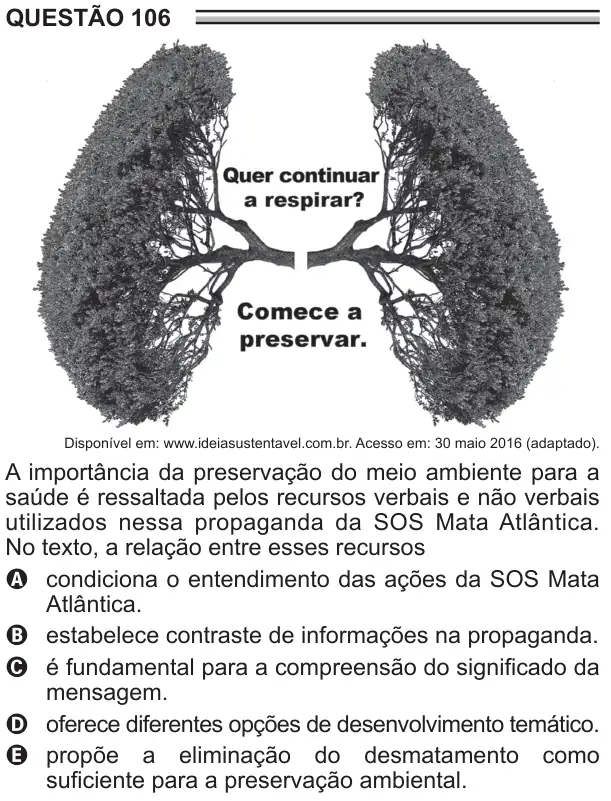 QUESTÃO 106
Quer continuar
a respirar?
Comece a
preservar.
Disponível em: www.ideiasustentavel.com.br. Acesso em: 30 maio 2016 (adaptado).
A importância da preservação do meio ambiente para a
saúde é ressaltada pelos recursos verbais e não verbais
utilizados nessa propaganda da SOS Mata Atlântica.
No texto, a relação entre esses recursos
A condiciona o entendimento das ações da SOS Mata
Atlântica.
B estabelece contraste de informações na propaganda.
C é fundamental para a compreensão do significado da
mensagem.
D oferece diferentes opções de desenvolvimento temático.
E propõe a eliminação do desmatamento como
suficiente para a preservação ambiental.